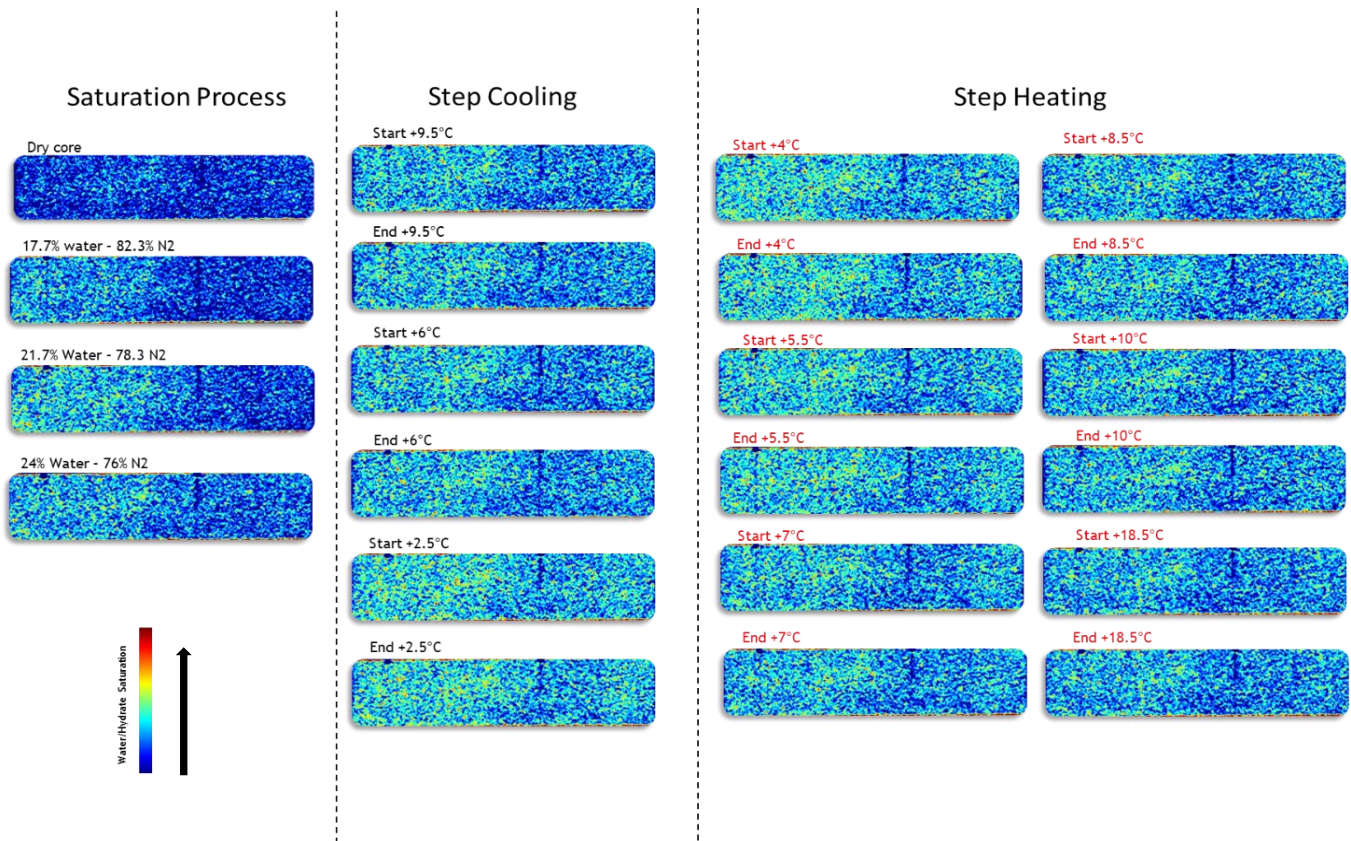 Saturation Process
Dry core
17.7% water - 82.3% N2
21.7% Water - 78.3 N2
24% Water - 76% N2
Water/Hydrate Saturation
Step Cooling
Start +9.5°C
End +9.5°C
Start +6°C
End +6°C
Start +2.5°C
End +2.5°C
Step Heating
Start +4°C
End +4°C
Start +5.5°C
End +5.5°C
Start +7°C
End +7°C
Start +8.5°C
End +8.5°C
Start +10°C
End +10°C
Start +18.5°C
End +18.5°C